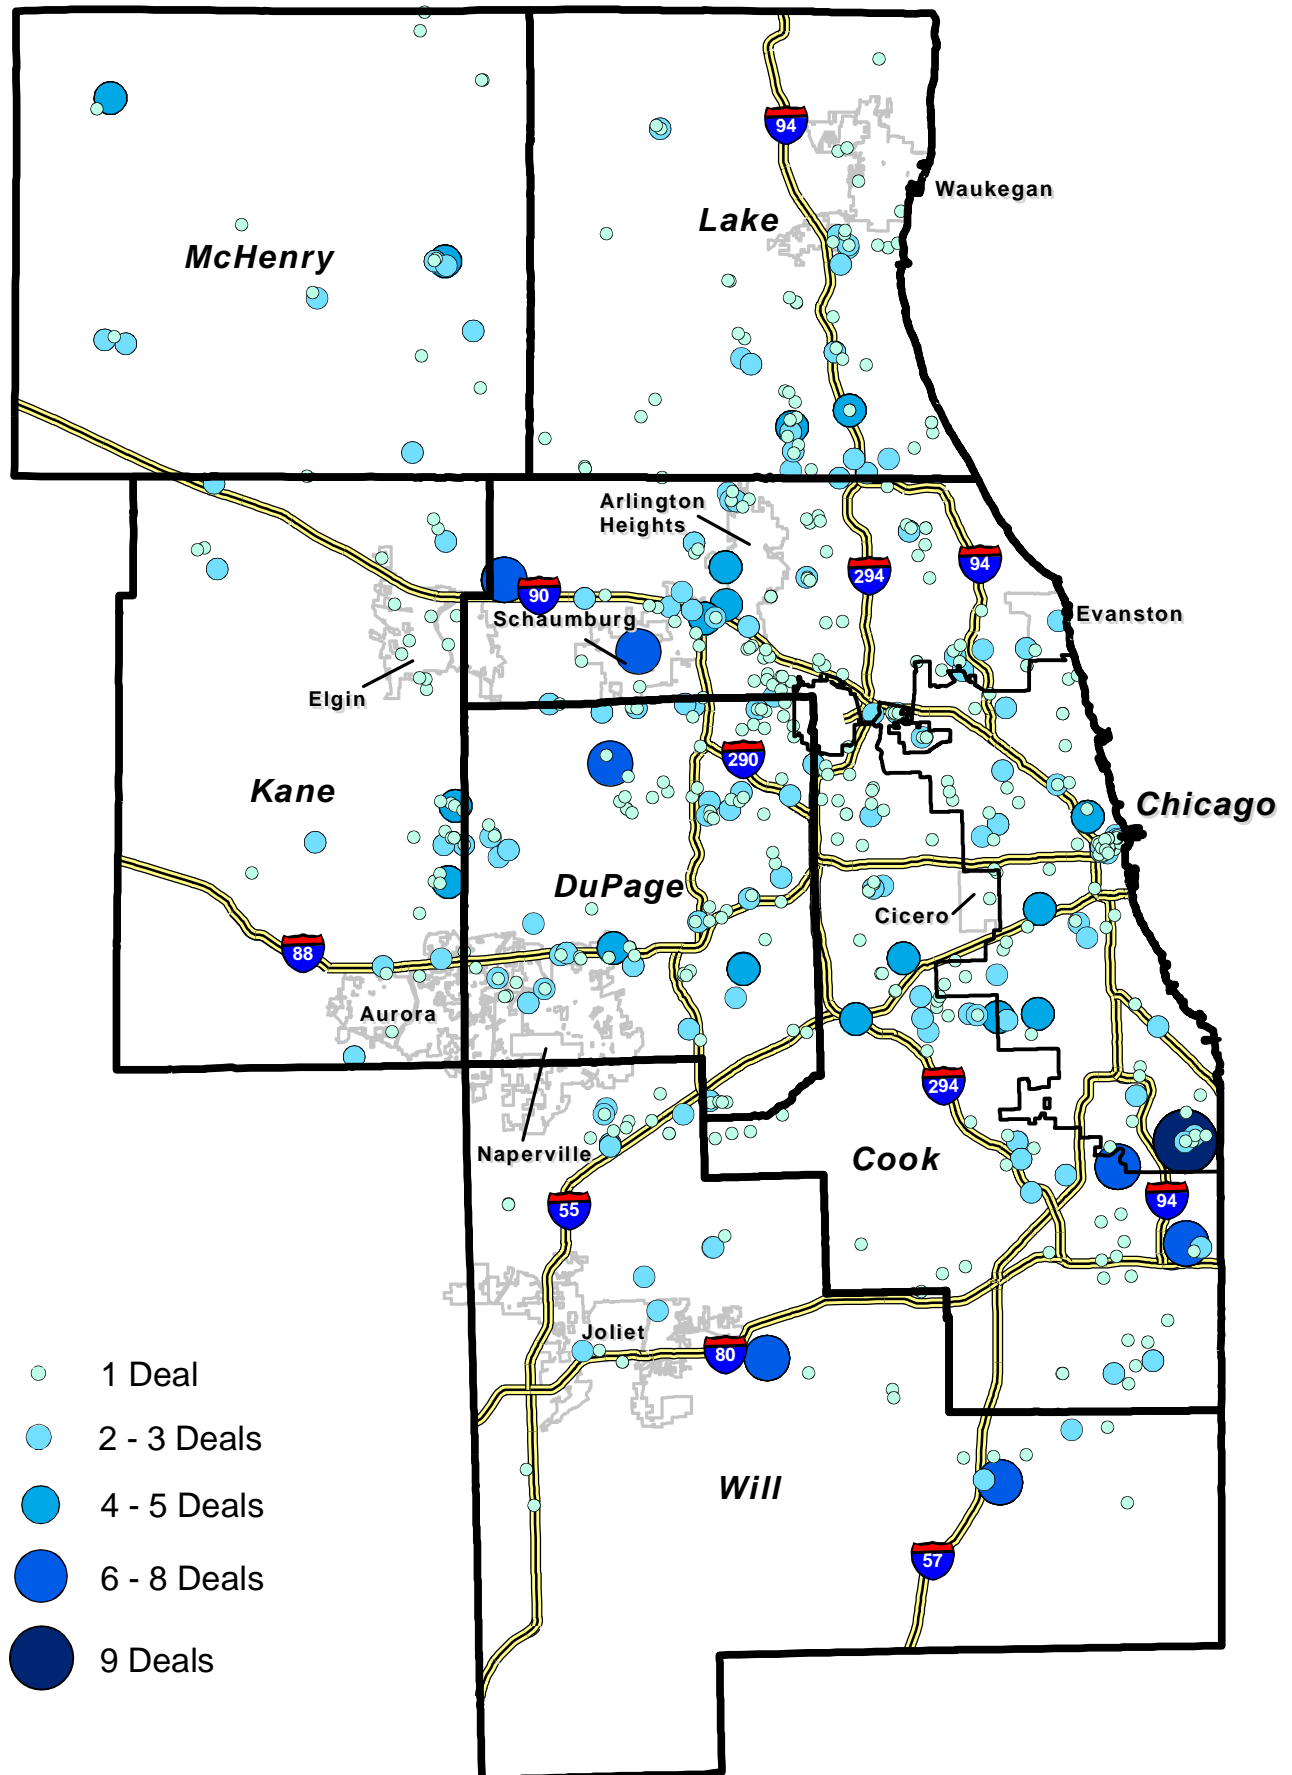 94
Waukegan
Lake
McHenry
Arlington
Heights
294
94
90
Schaumburg
Evanston
Elgin
290
Kane
Chicago
DuPage
Cicero
88
Aurora
294
Naperville
Cook
94
55
Joliet
80
1 Deal
2 - 3 Deals
4 - 5 Deals
Will
57
6 - 8 Deals
9 Deals